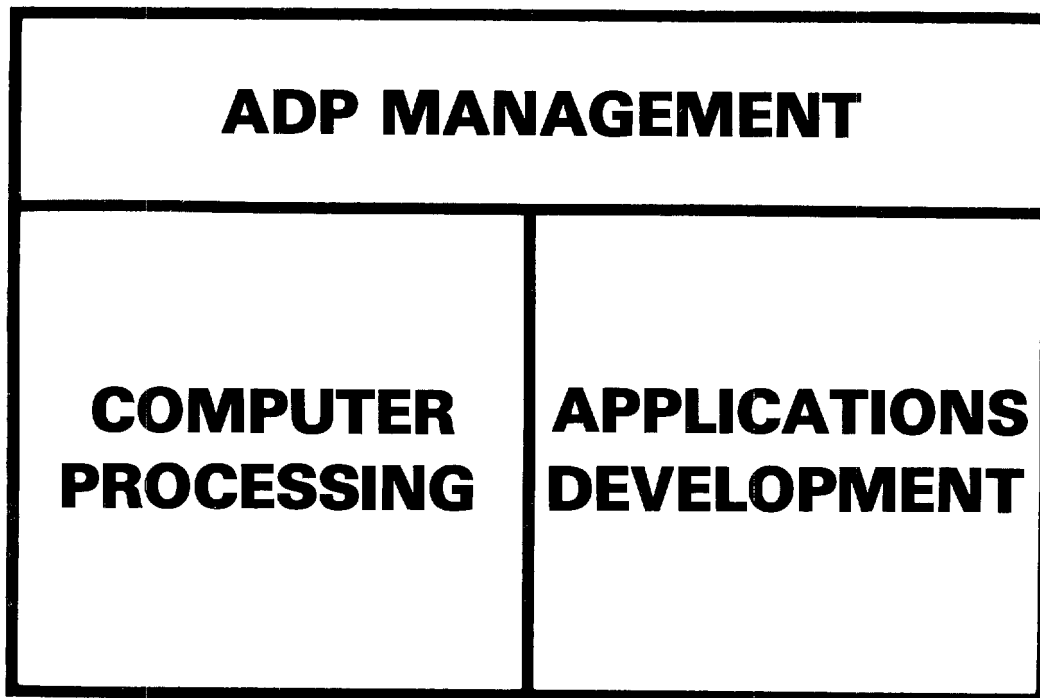 ADP MANAGEMENT
COMPUTER
PROCESSING
APPLICATIONS
DEVELOPMENT